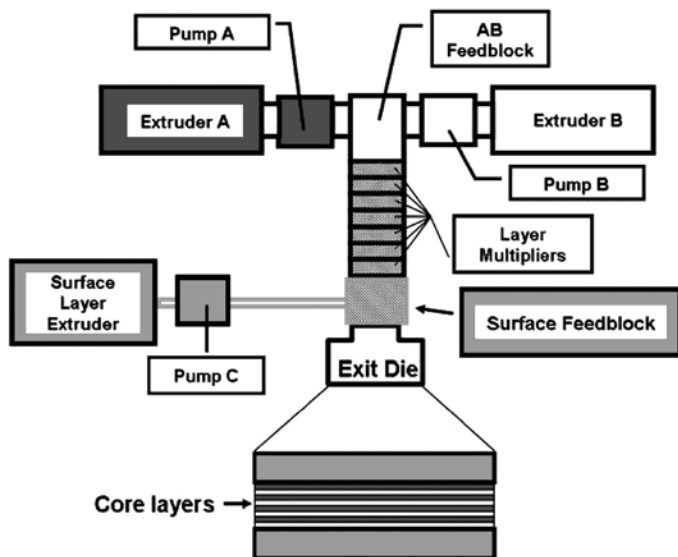 Pump A
AB
Feedblock
Extruder A
Extruder B
Pump B
Layer
Multipliers
Surface
Layer
Extruder
Surface Feedblock
Pump C
Exit Die
Core layers